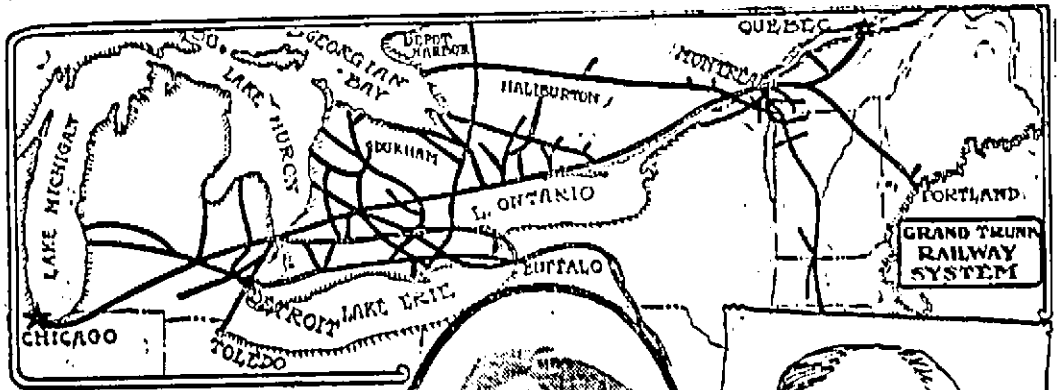 QUEBEC
GEORGIAN
BAY
DEPOT
HARBOR
MONTREAL
LAKE HURON
HALIBURTON
DURHAM
LAKE MICHIGAN
L. ONTARIO
PORTLAND
GRAND TRUNK
RAILWAY
SYSTEM
BUFFALO
DETROIT
LAKE ERIE
CHICAGO
TOLEDO